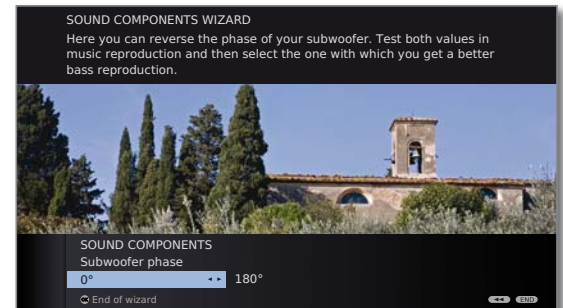 SOUND COMPONENTS WIZARD
Here you can reverse the phase of your subwoofer. Test both values in
music reproduction and then select the one with which you get a better
bass reproduction.
SOUND COMPONENTS
Subwoofer phase
0° 180°
OK End of wizard END